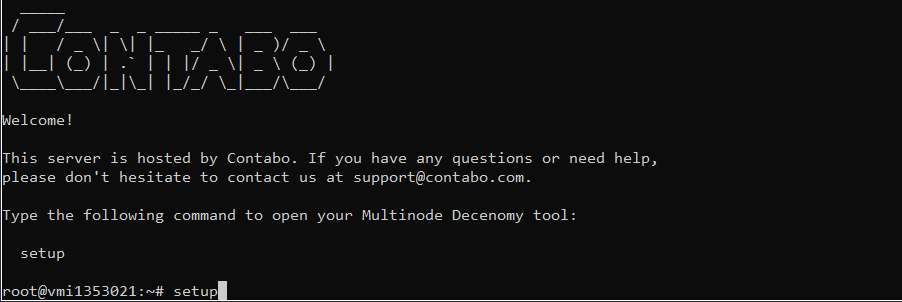 CONTABO
Welcome!
This server is hosted by Contabo. If you have any questions or need help,
please don't hesitate to contact us at support@contabo.com.
Type the following command to open your Multinode Decenomy tool:
setup
root@vmi1353021:~# setup